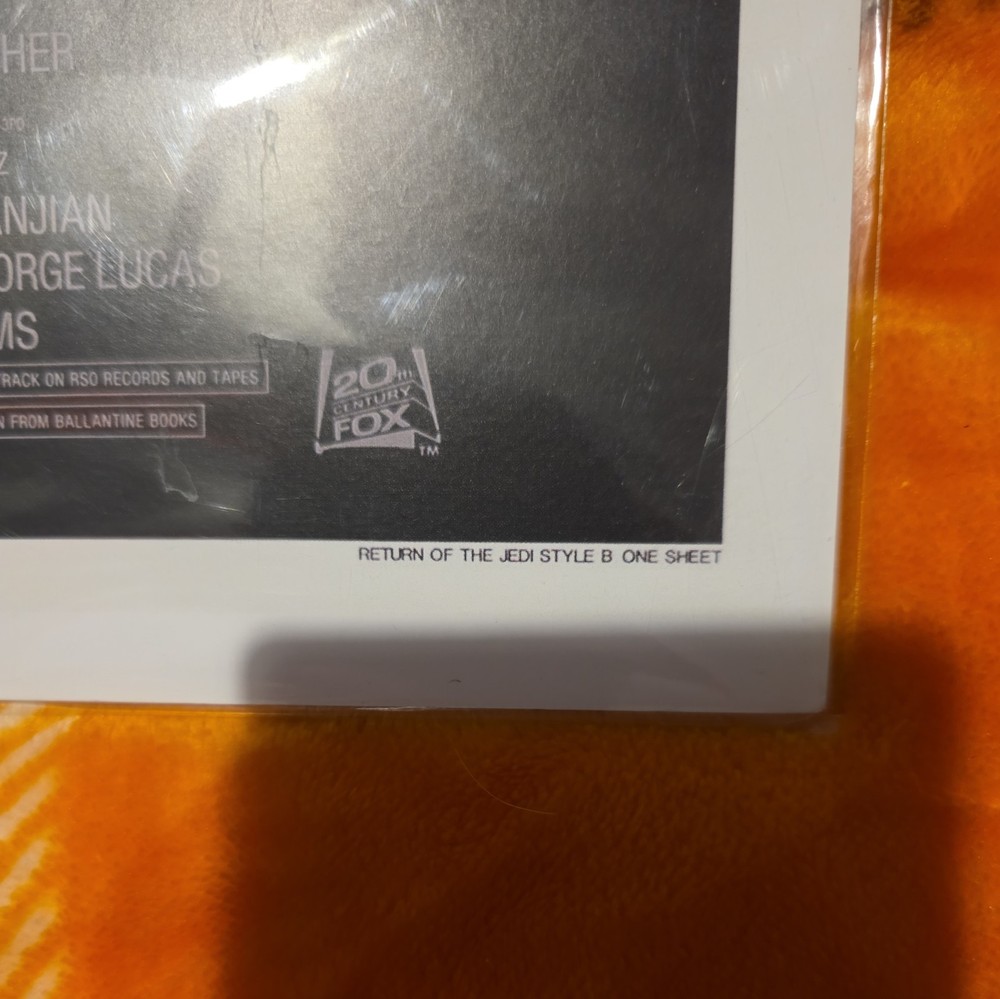 HER
3PO
Z
ANJIAN
ORGE LUCAS
MS
TRACK ON RSO RECORDS AND TAPES
N FROM BALLANTINE BOOKS
20th
CENTURY
FOX
TM
RETURN OF THE JEDI STYLE B ONE SHEET